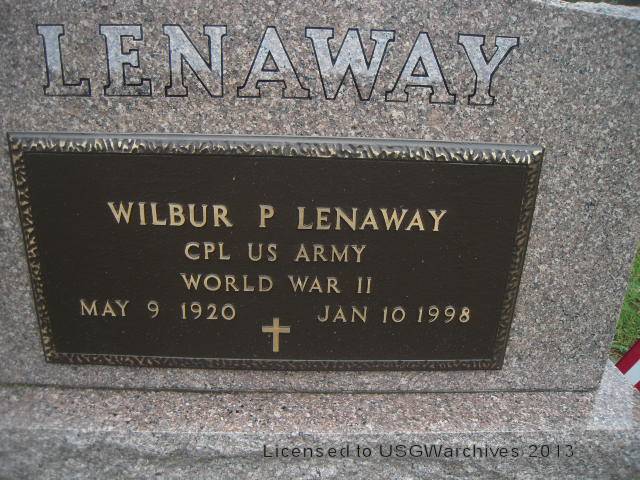 LENAWAY
WILBUR P LENAWAY
CPL US ARMY
WORLD WAR II
MAY 9 1920 JAN 10 1998
Licensed to USGWarchives 2013